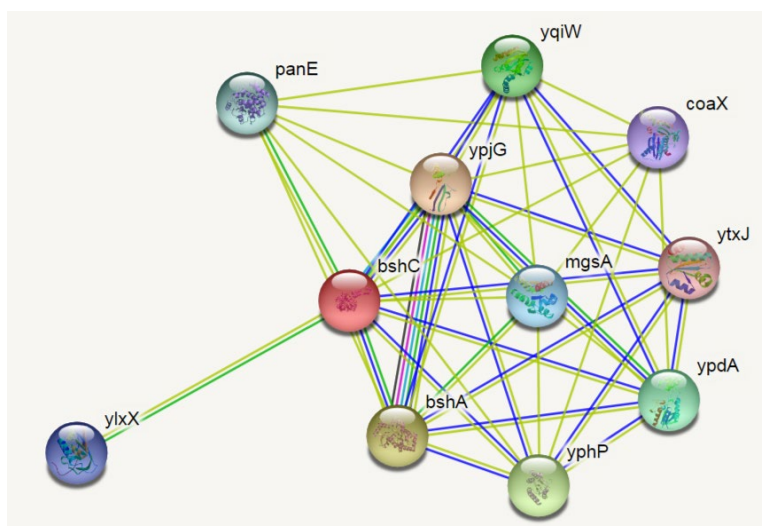 yqiW
panE
coaX
ypjG
ytxJ
bshC
mgsA
ypdA
bshA
ylxX
yphP